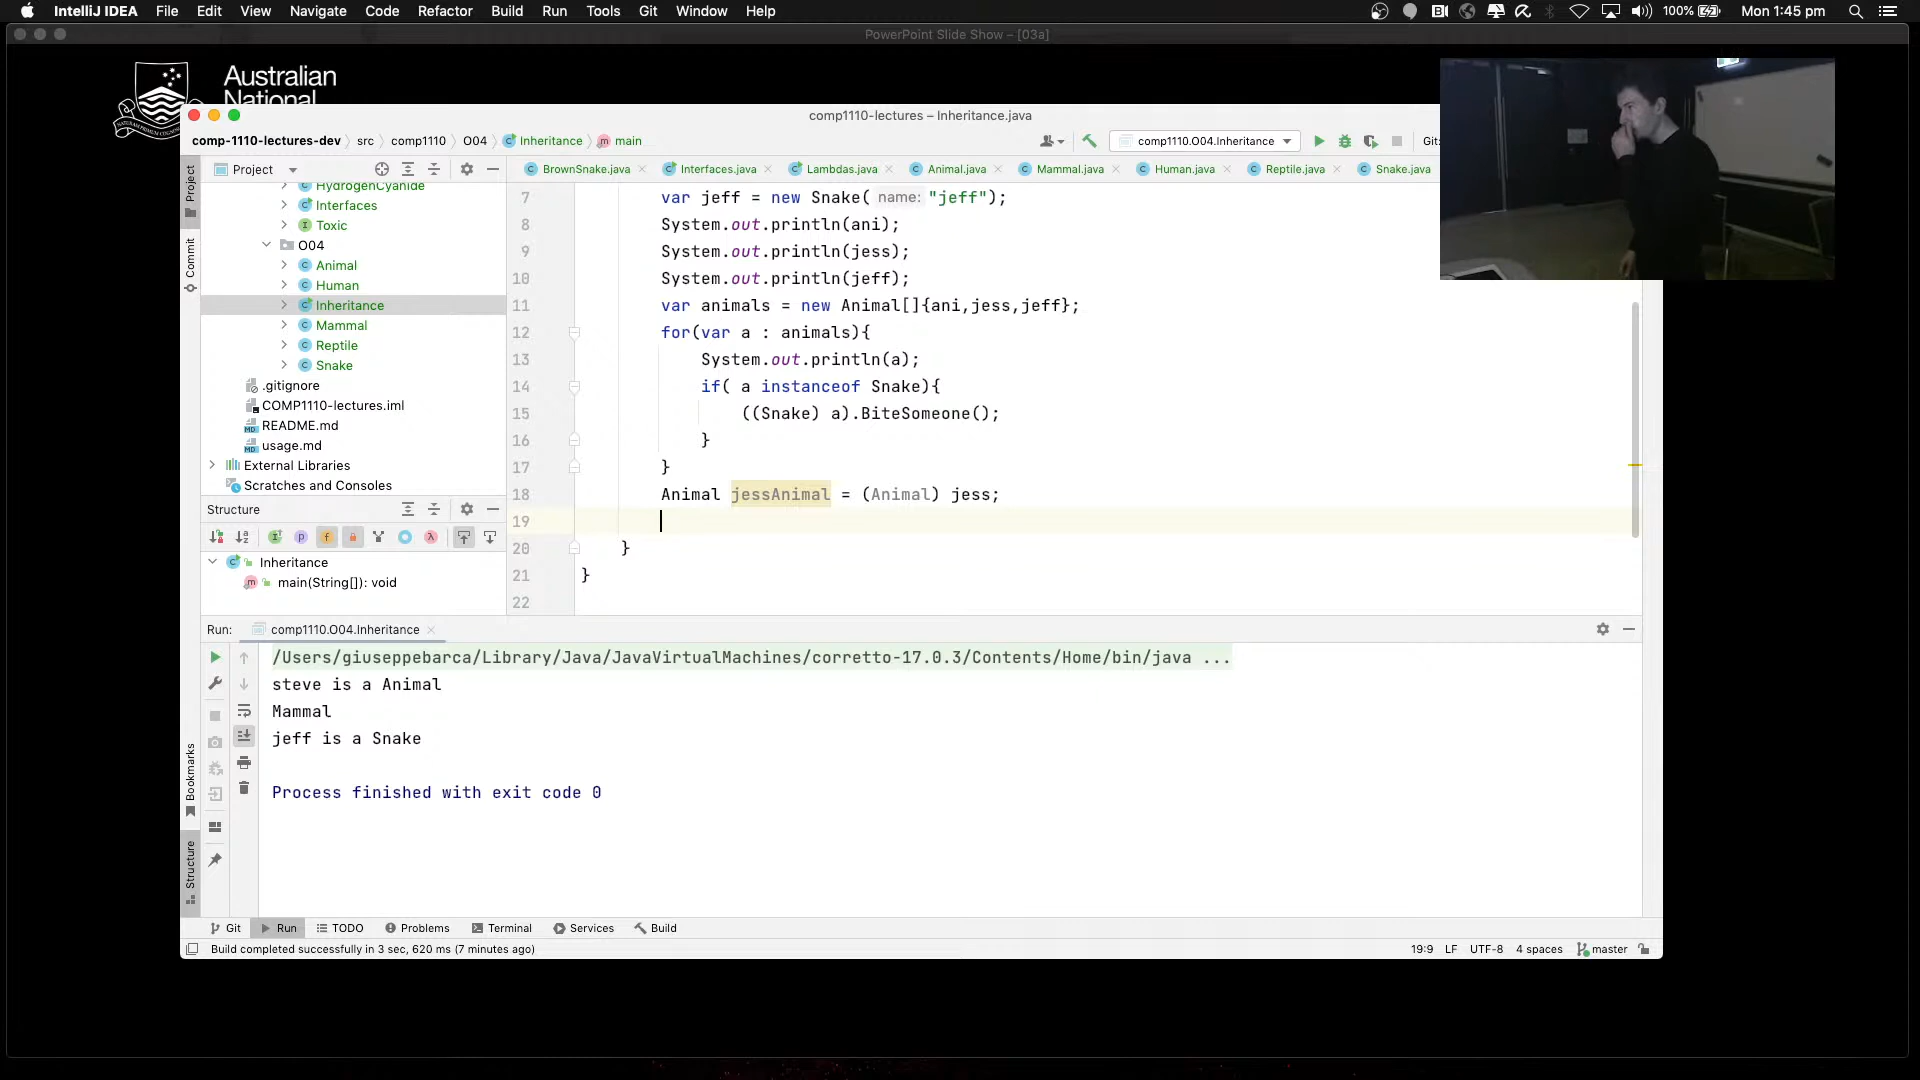 IntelliJ IDEA File Edit View Navigate Code Refactor Build Run Tools Git Window Help 100% Mon 1:45 pm
PowerPoint Slide Show – [03a]
Australian
National
comp1110-lectures – Inheritance.java
comp-1110-lectures-dev src comp1110 O04 Inheritance main comp1110.O04.Inheritance Git:
Project BrownSnake.java Interfaces.java Lambdas.java Animal.java Mammal.java Human.java Reptile.java Snake.java
Project
Commit
Bookmarks
Structure
HydrogenCyanide
Interfaces
Toxic
O04
Animal
Human
Inheritance
Mammal
Reptile
Snake
.gitignore
COMP1110-lectures.iml
README.md
usage.md
External Libraries
Scratches and Consoles
Structure
Inheritance
main(String[]): void
7 var jeff = new Snake( name: "jeff");
8 System.out.println(ani);
9 System.out.println(jess);
10 System.out.println(jeff);
11 var animals = new Animal[]{ani,jess,jeff};
12 for(var a : animals){
13 System.out.println(a);
14 if( a instanceof Snake){
15 ((Snake) a).BiteSomeone();
16 }
17 }
18 Animal jessAnimal = (Animal) jess;
19
20 }
21 }
22
Run: comp1110.O04.Inheritance
/Users/giuseppebarca/Library/Java/JavaVirtualMachines/corretto-17.0.3/Contents/Home/bin/java ...
steve is a Animal
Mammal
jeff is a Snake
Process finished with exit code 0
Git Run TODO Problems Terminal Services Build
Build completed successfully in 3 sec, 620 ms (7 minutes ago) 19:9 LF UTF-8 4 spaces master